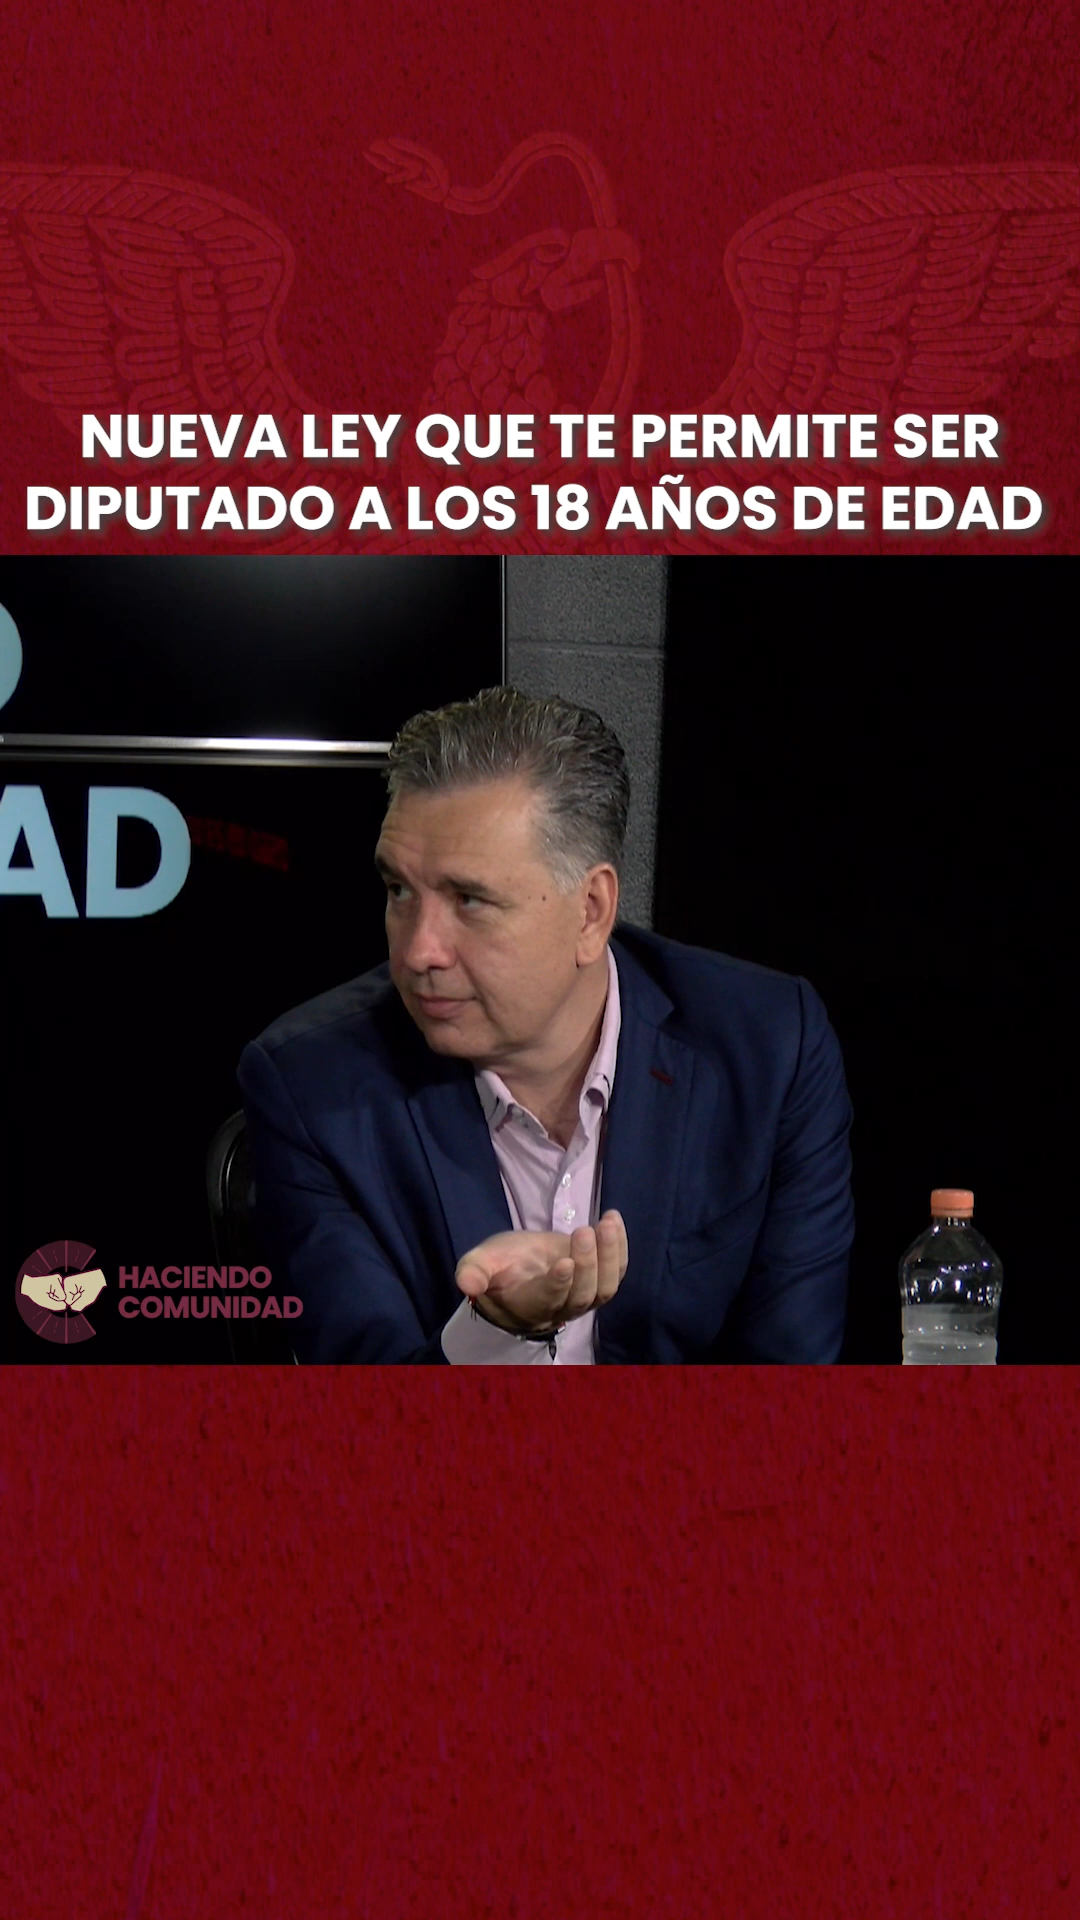 NUEVA LEY QUE TE PERMITE SER
DIPUTADO A LOS 18 AÑOS DE EDAD
AD
HACIENDO
COMUNIDAD